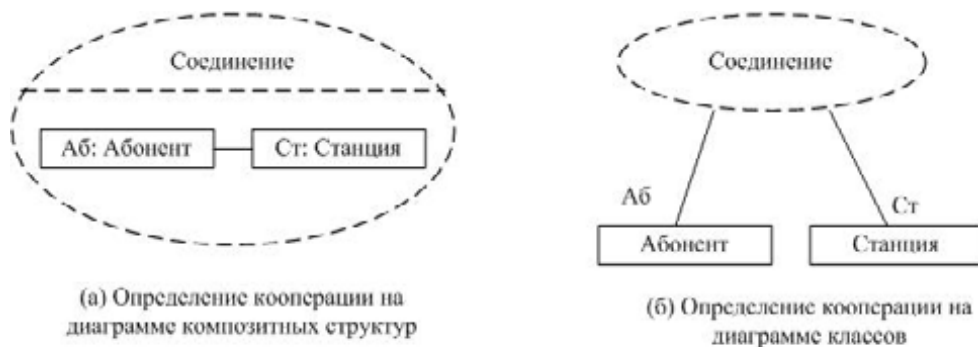 Соединение
Аб: Абонент
Ст: Станция
(а) Определение кооперации на
диаграмме композитных структур
Соединение
Аб
Ст
Абонент
Станция
(б) Определение кооперации на
диаграмме классов